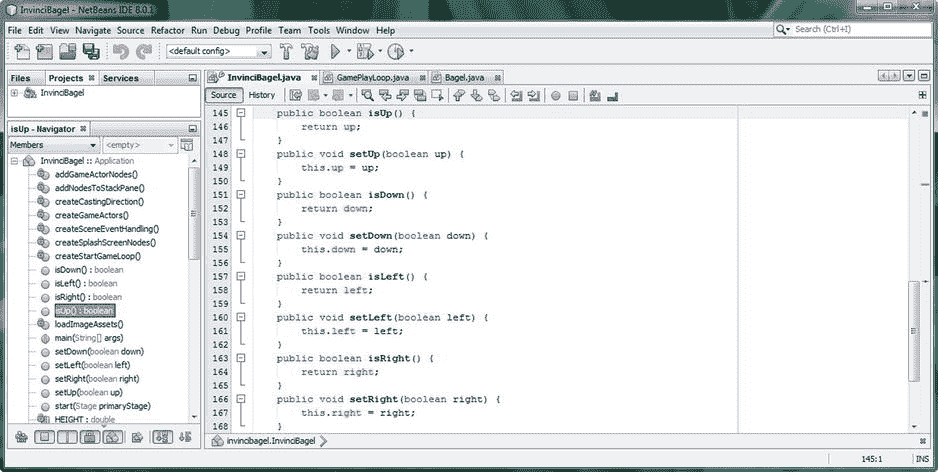 InvinciBagel - NetBeans IDE 8.0.1
File Edit View Navigate Source Refactor Run Debug Profile Team Tools Window Help
Search (Ctrl+I)
<default config>
Files Projects Services
InvinciBagel
isUp - Navigator
Members <empty>
InvinciBagel :: Application
addGameActorNodes()
addNodesToStackPane()
createCastingDirection()
createGameActors()
createSceneEventHandling()
createSplashScreenNodes()
createStartGameLoop()
isDown() : boolean
isLeft() : boolean
isRight() : boolean
isUp() : boolean
loadImageAssets()
main(String[] args)
setDown(boolean down)
setLeft(boolean left)
setRight(boolean right)
setUp(boolean up)
start(Stage primaryStage)
HEIGHT : double
InvinciBagel.java GamePlayLoop.java Bagel.java
Source History
145 public boolean isUp() {
146 return up;
147 }
148 public void setUp(boolean up) {
149 this.up = up;
150 }
151 public boolean isDown() {
152 return down;
153 }
154 public void setDown(boolean down) {
155 this.down = down;
156 }
157 public boolean isLeft() {
158 return left;
159 }
160 public void setLeft(boolean left) {
161 this.left = left;
162 }
163 public boolean isRight() {
164 return right;
165 }
166 public void setRight(boolean right) {
167 this.right = right;
168 }
invincibagel.InvinciBagel
145:1 INS